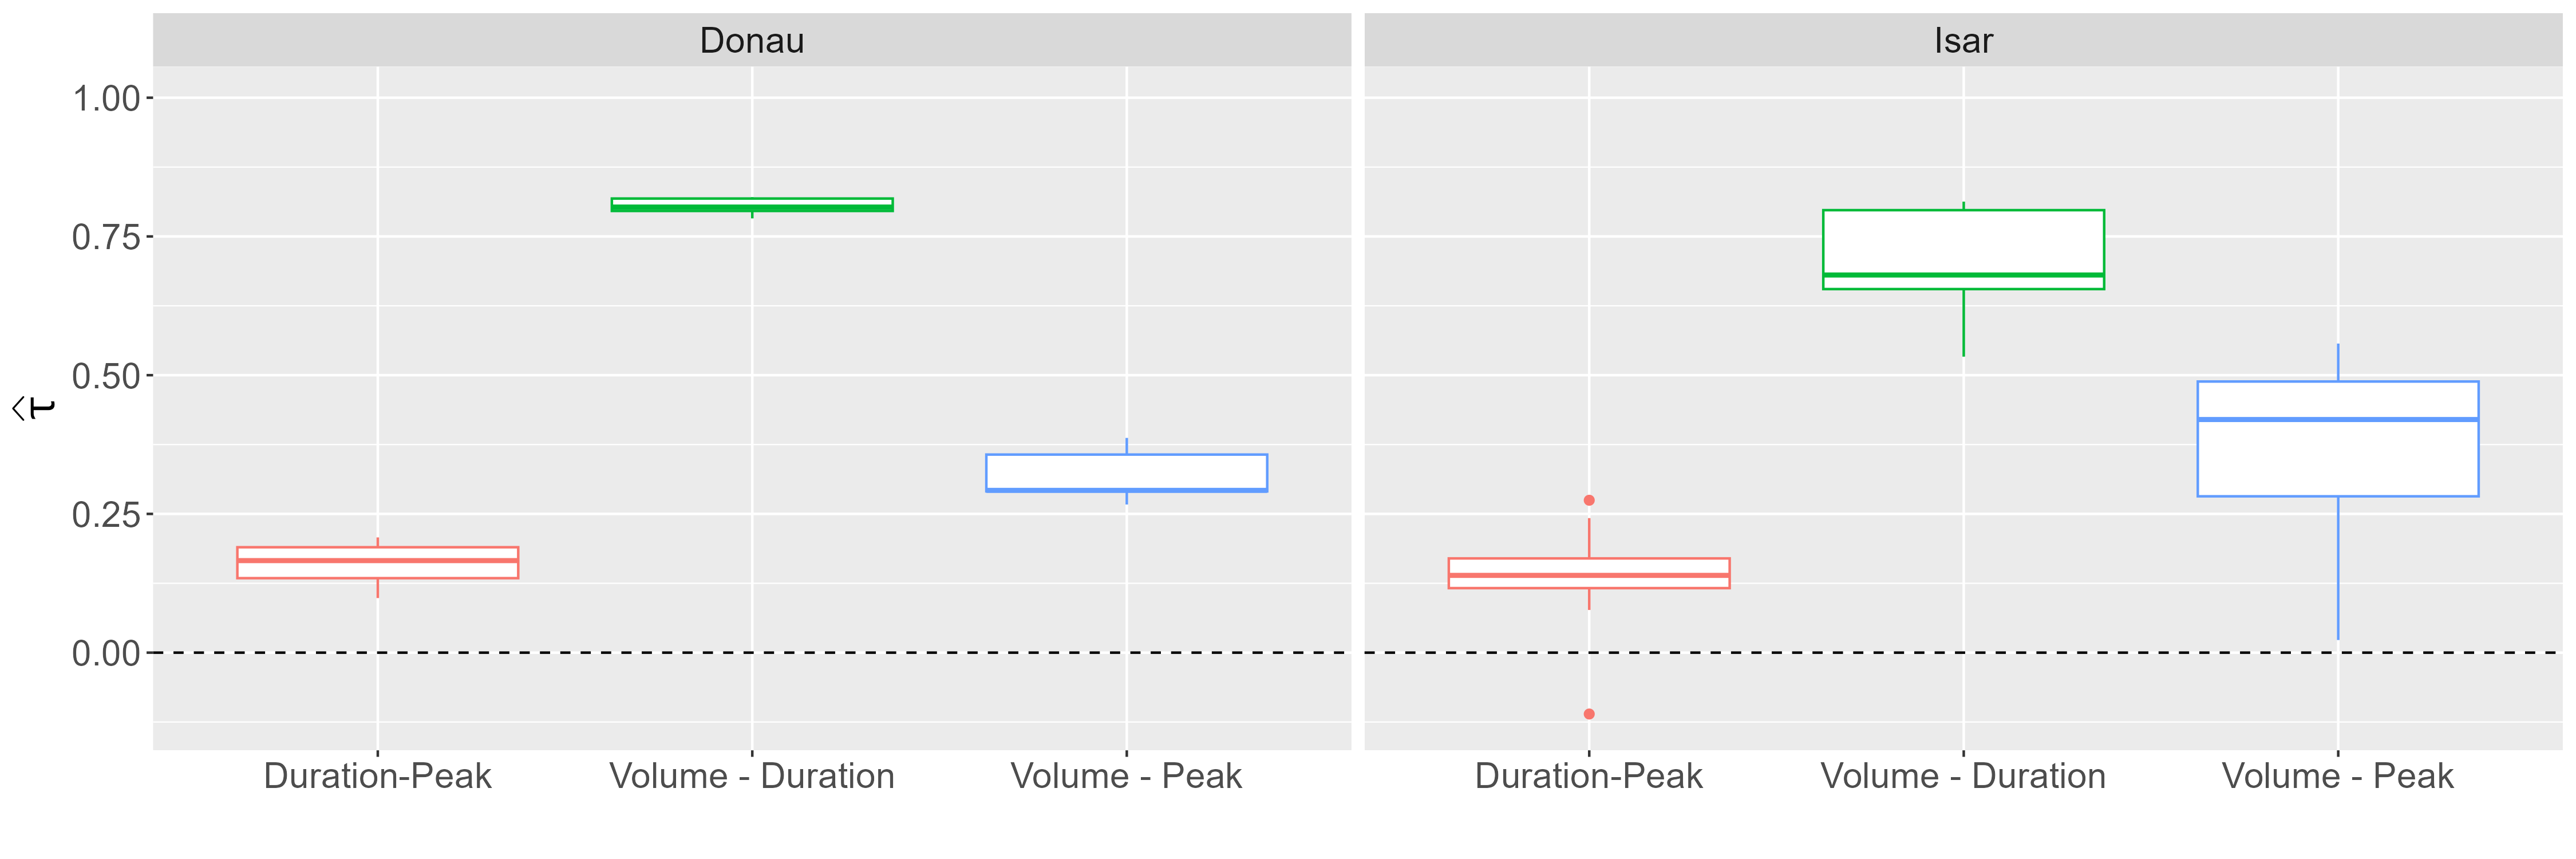 Donau
Isar
1.00
0.75
0.50
0.25
0.00
τ̂
Duration-Peak
Volume - Duration
Volume - Peak
Duration-Peak
Volume - Duration
Volume - Peak